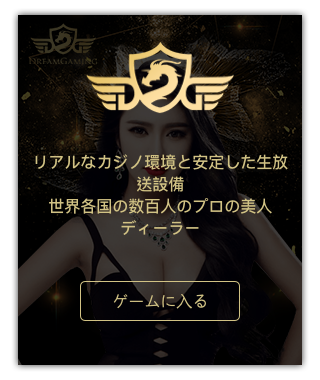 DREAMGAMING
リアルなカジノ環境と安定した生放
送設備
世界各国の数百人のプロの美人
ディーラー
ゲームに入る